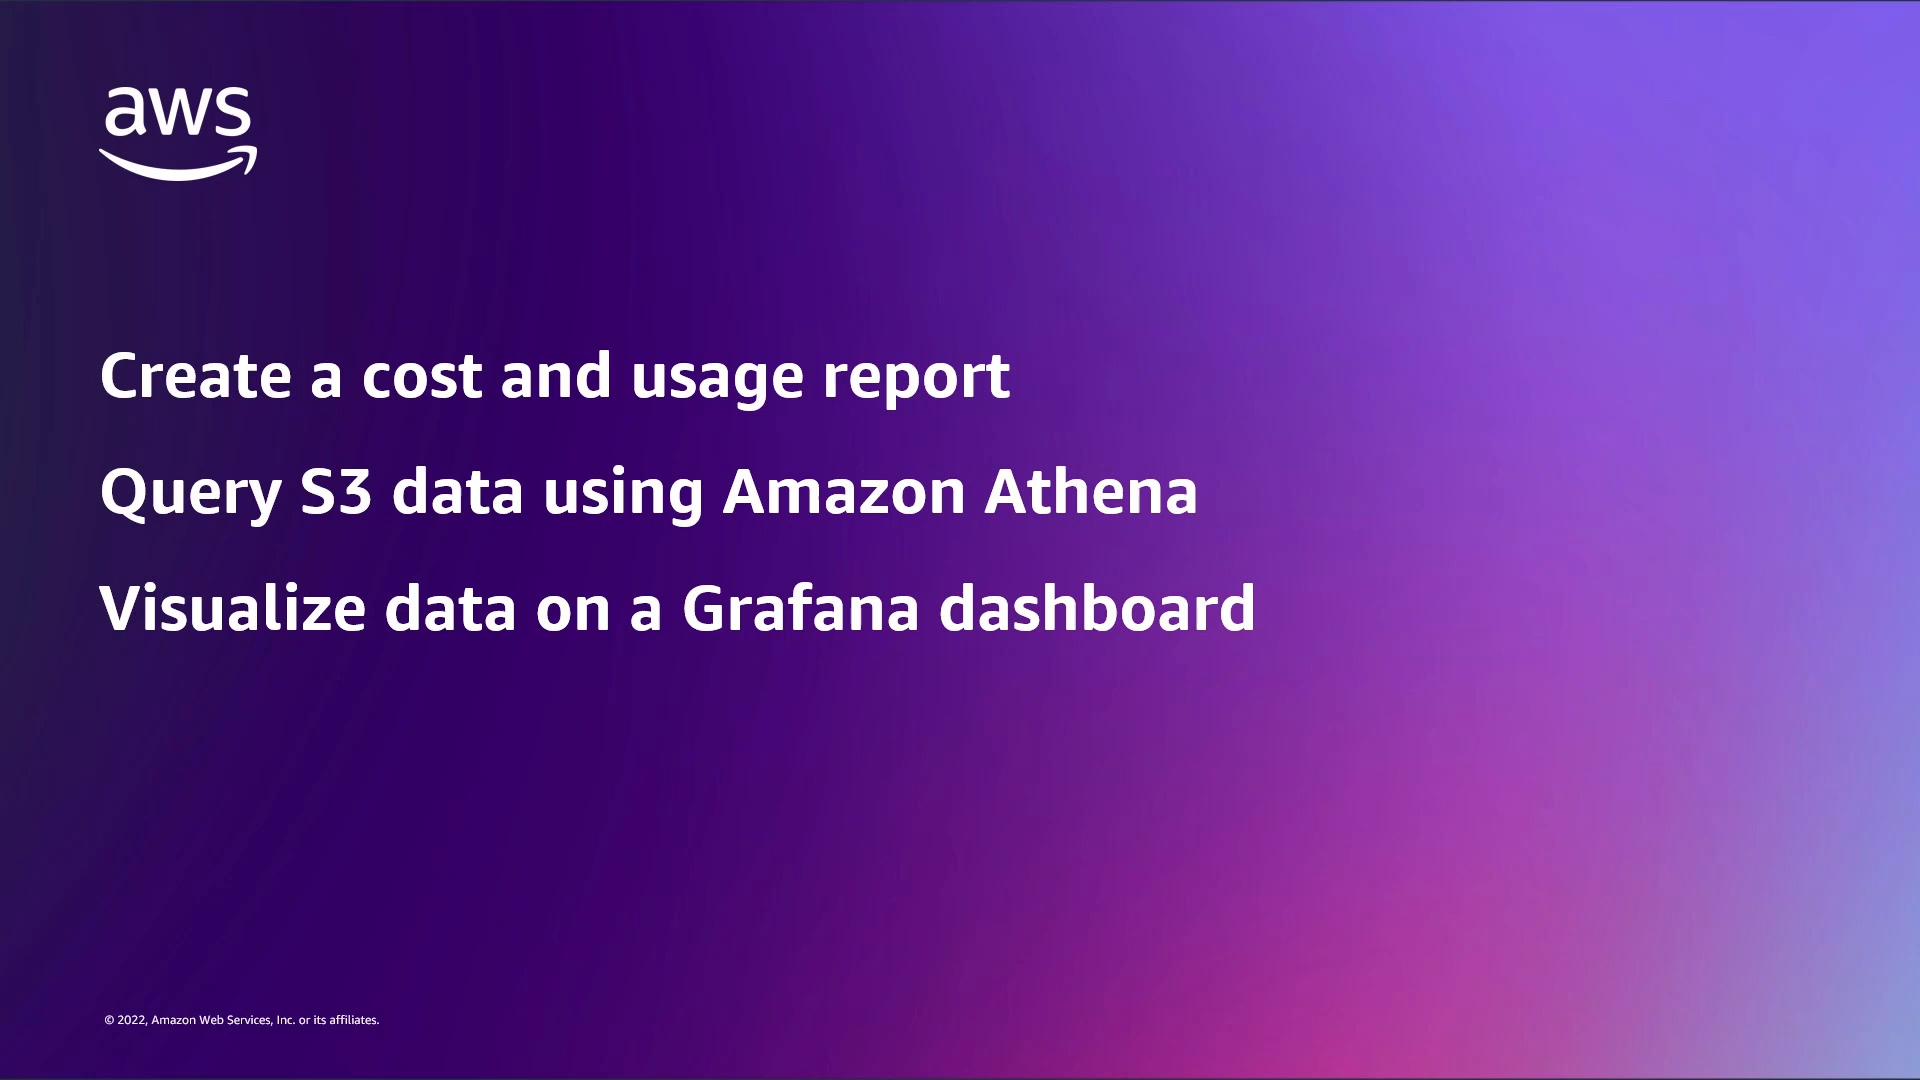 aws
Create a cost and usage report
Query S3 data using Amazon Athena
Visualize data on a Grafana dashboard
© 2022, Amazon Web Services, Inc. or its affiliates.